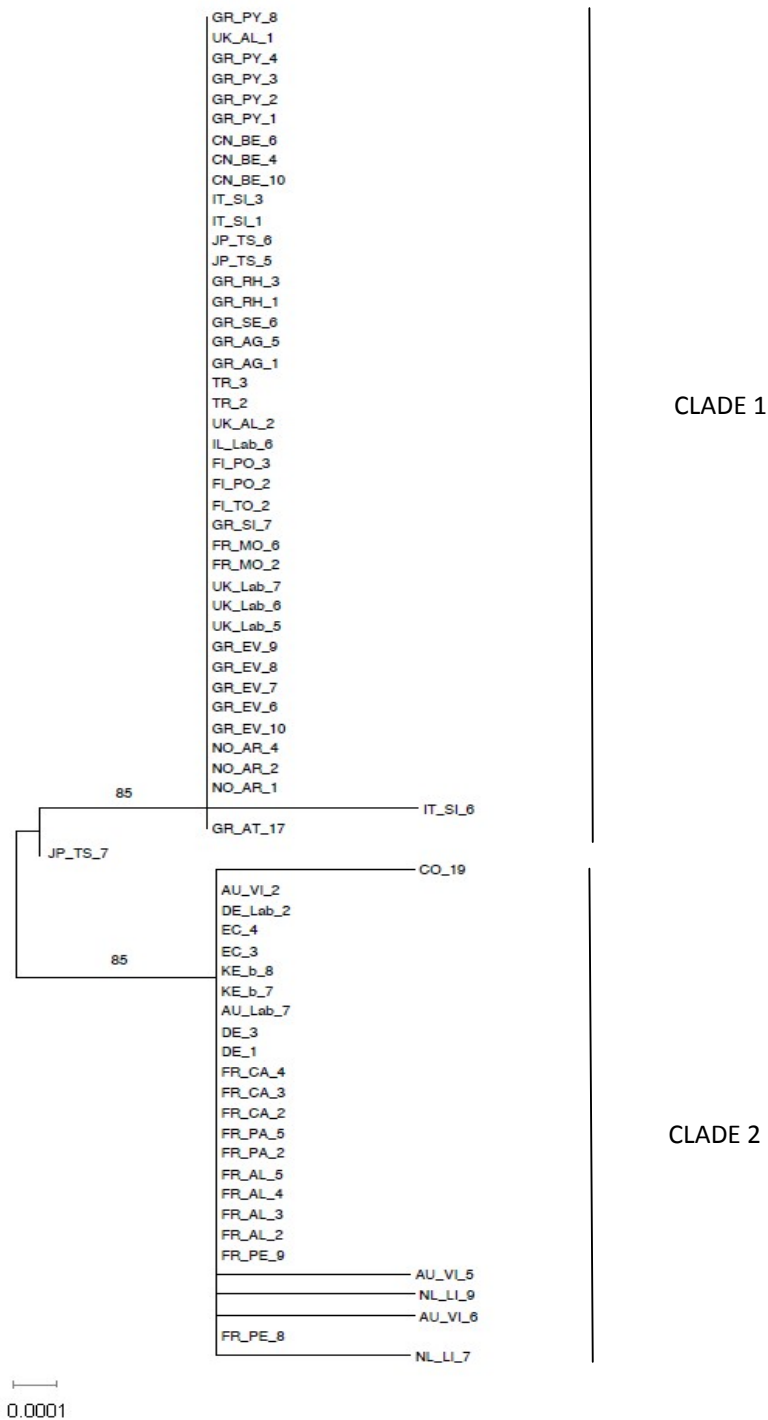 GR_PY_8
UK_AL_1
GR_PY_4
GR_PY_3
GR_PY_2
GR_PY_1
CN_BE_6
CN_BE_4
CN_BE_10
IT_SI_3
IT_SI_1
JP_TS_6
JP_TS_5
GR_RH_3
GR_RH_1
GR_SE_6
GR_AG_5
GR_AG_1
TR_3
TR_2
CLADE 1
UK_AL_2
IL_Lab_6
FI_PO_3
FI_PO_2
FI_TO_2
GR_SI_7
FR_MO_6
FR_MO_2
UK_Lab_7
UK_Lab_6
UK_Lab_5
GR_EV_9
GR_EV_8
GR_EV_7
GR_EV_6
GR_EV_10
NO_AR_4
NO_AR_2
NO_AR_1
85
IT_SI_6
GR_AT_17
JP_TS_7
CO_19
AU_VI_2
DE_Lab_2
EC_4
EC_3
85
KE_b_8
KE_b_7
AU_Lab_7
DE_3
DE_1
FR_CA_4
FR_CA_3
FR_CA_2
FR_PA_5
CLADE 2
FR_PA_2
FR_AL_5
FR_AL_4
FR_AL_3
FR_AL_2
FR_PE_9
AU_VI_5
NL_LI_9
AU_VI_6
FR_PE_8
NL_LI_7
0.0001